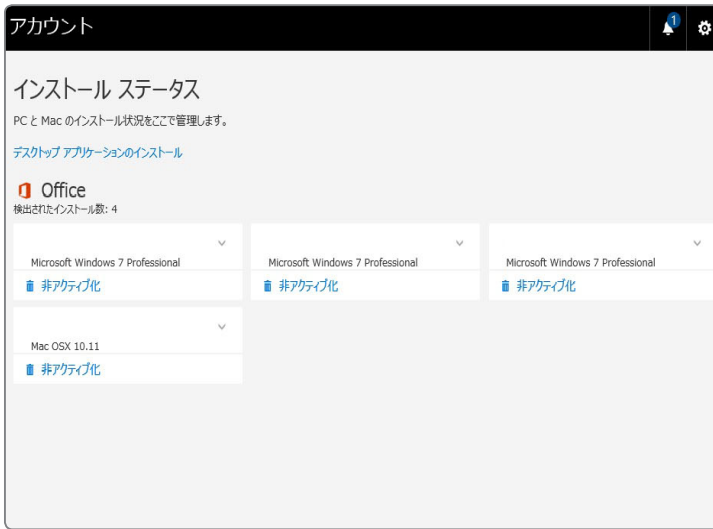 アカウント
1
インストール ステータス
PC と Mac のインストール状況をここで管理します。
デスクトップ アプリケーションのインストール
Office
検出されたインストール数: 4
Microsoft Windows 7 Professional
非アクティブ化
Microsoft Windows 7 Professional
非アクティブ化
Microsoft Windows 7 Professional
非アクティブ化
Mac OSX 10.11
非アクティブ化